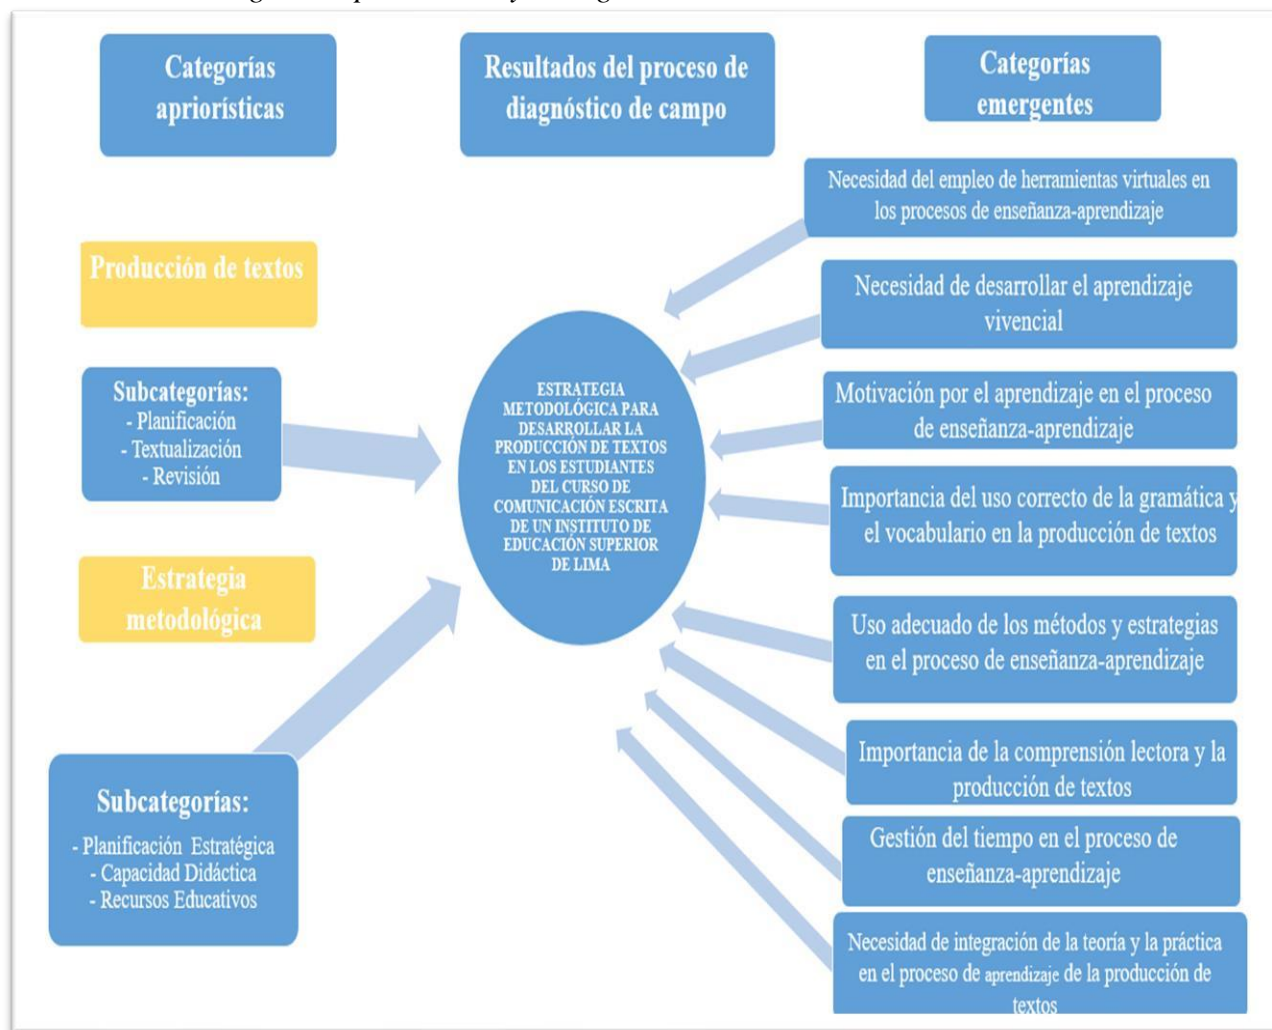 Categorías
apriorísticas
Resultados del proceso de
diagnóstico de campo
Categorías
emergentes
Producción de textos
Subcategorías:
- Planificación
- Textualización
- Revisión
Estrategia
metodológica
Subcategorías:
- Planificación Estratégica
- Capacidad Didáctica
- Recursos Educativos
ESTRATEGIA
METODOLÓGICA PARA
DESARROLLAR LA
PRODUCCIÓN DE TEXTOS
EN LOS ESTUDIANTES
DEL CURSO DE
COMUNICACIÓN ESCRITA
DE UN INSTITUTO DE
EDUCACIÓN SUPERIOR
DE LIMA
Necesidad del empleo de herramientas virtuales en
los procesos de enseñanza-aprendizaje
Necesidad de desarrollar el aprendizaje
vivencial
Motivación por el aprendizaje en el proceso
de enseñanza-aprendizaje
Importancia del uso correcto de la gramática y
el vocabulario en la producción de textos
Uso adecuado de los métodos y estrategias
en el proceso de enseñanza-aprendizaje
Importancia de la comprensión lectora y la
producción de textos
Gestión del tiempo en el proceso de
enseñanza-aprendizaje
Necesidad de integración de la teoría y la práctica
en el proceso de aprendizaje de la producción de
textos